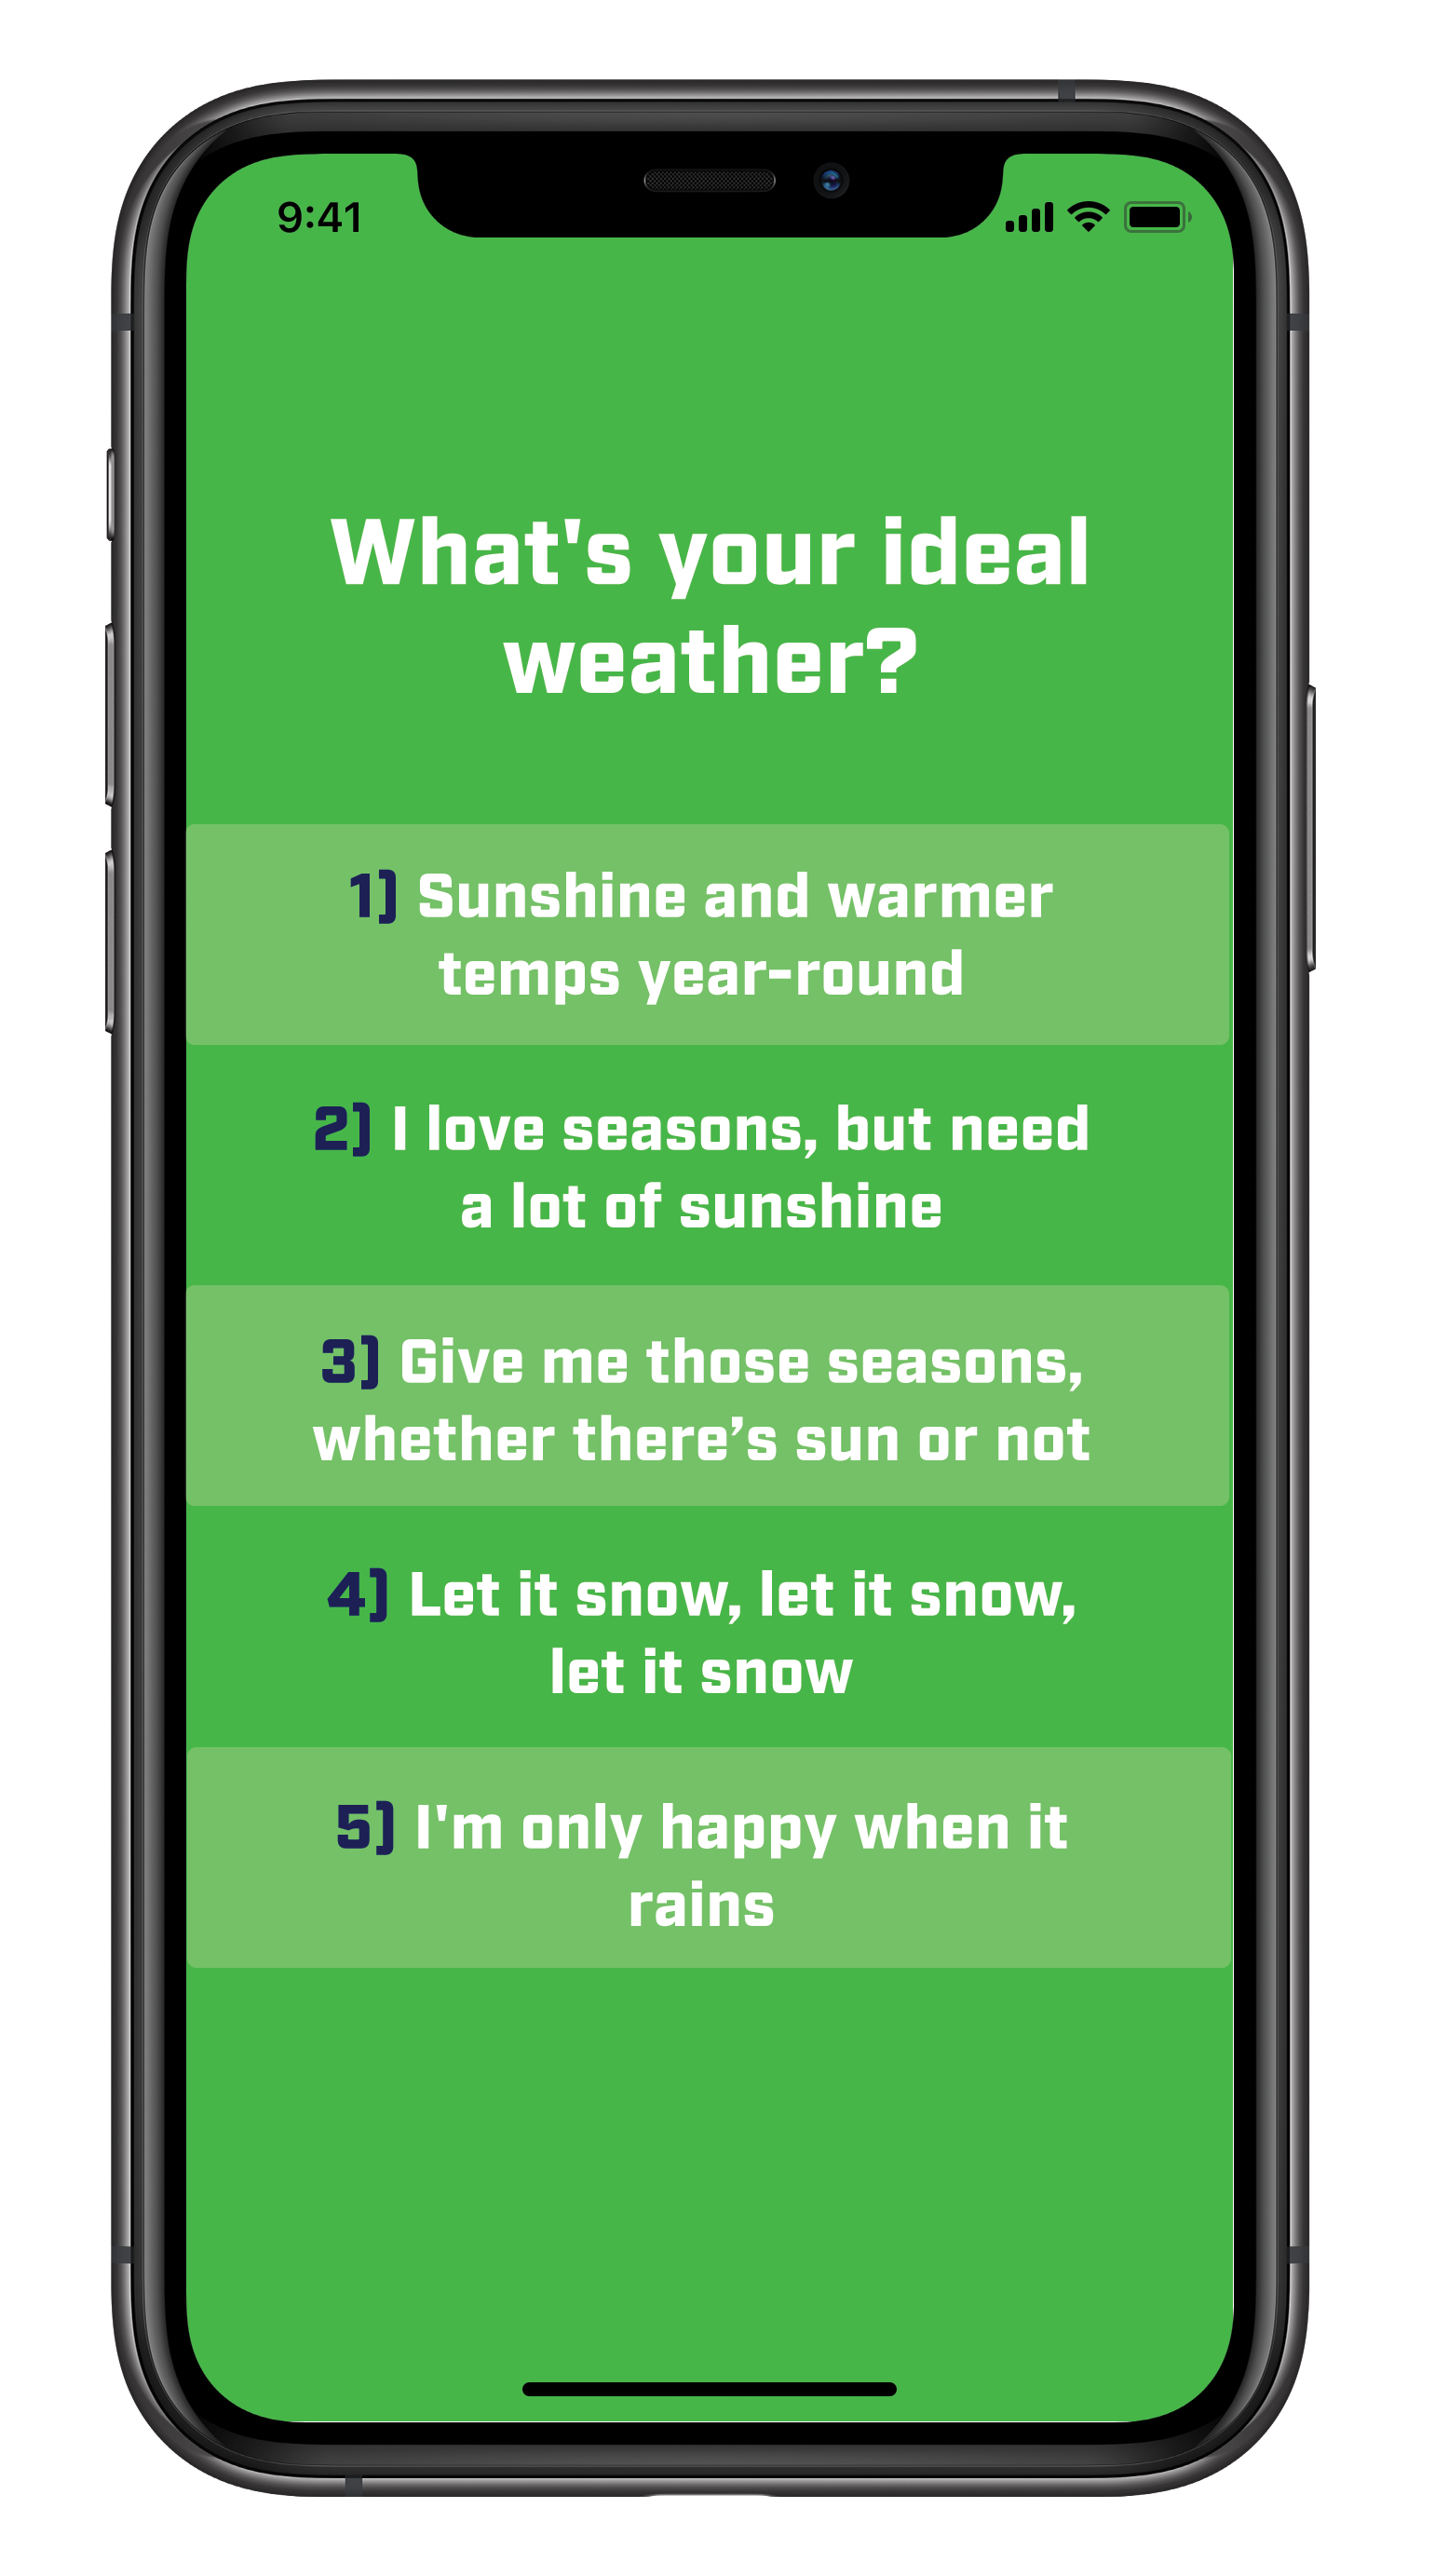 9:41
What's your ideal
weather?
1) Sunshine and warmer
temps year-round
2) I love seasons, but need
a lot of sunshine
3) Give me those seasons,
whether there’s sun or not
4) Let it snow, let it snow,
let it snow
5) I'm only happy when it
rains